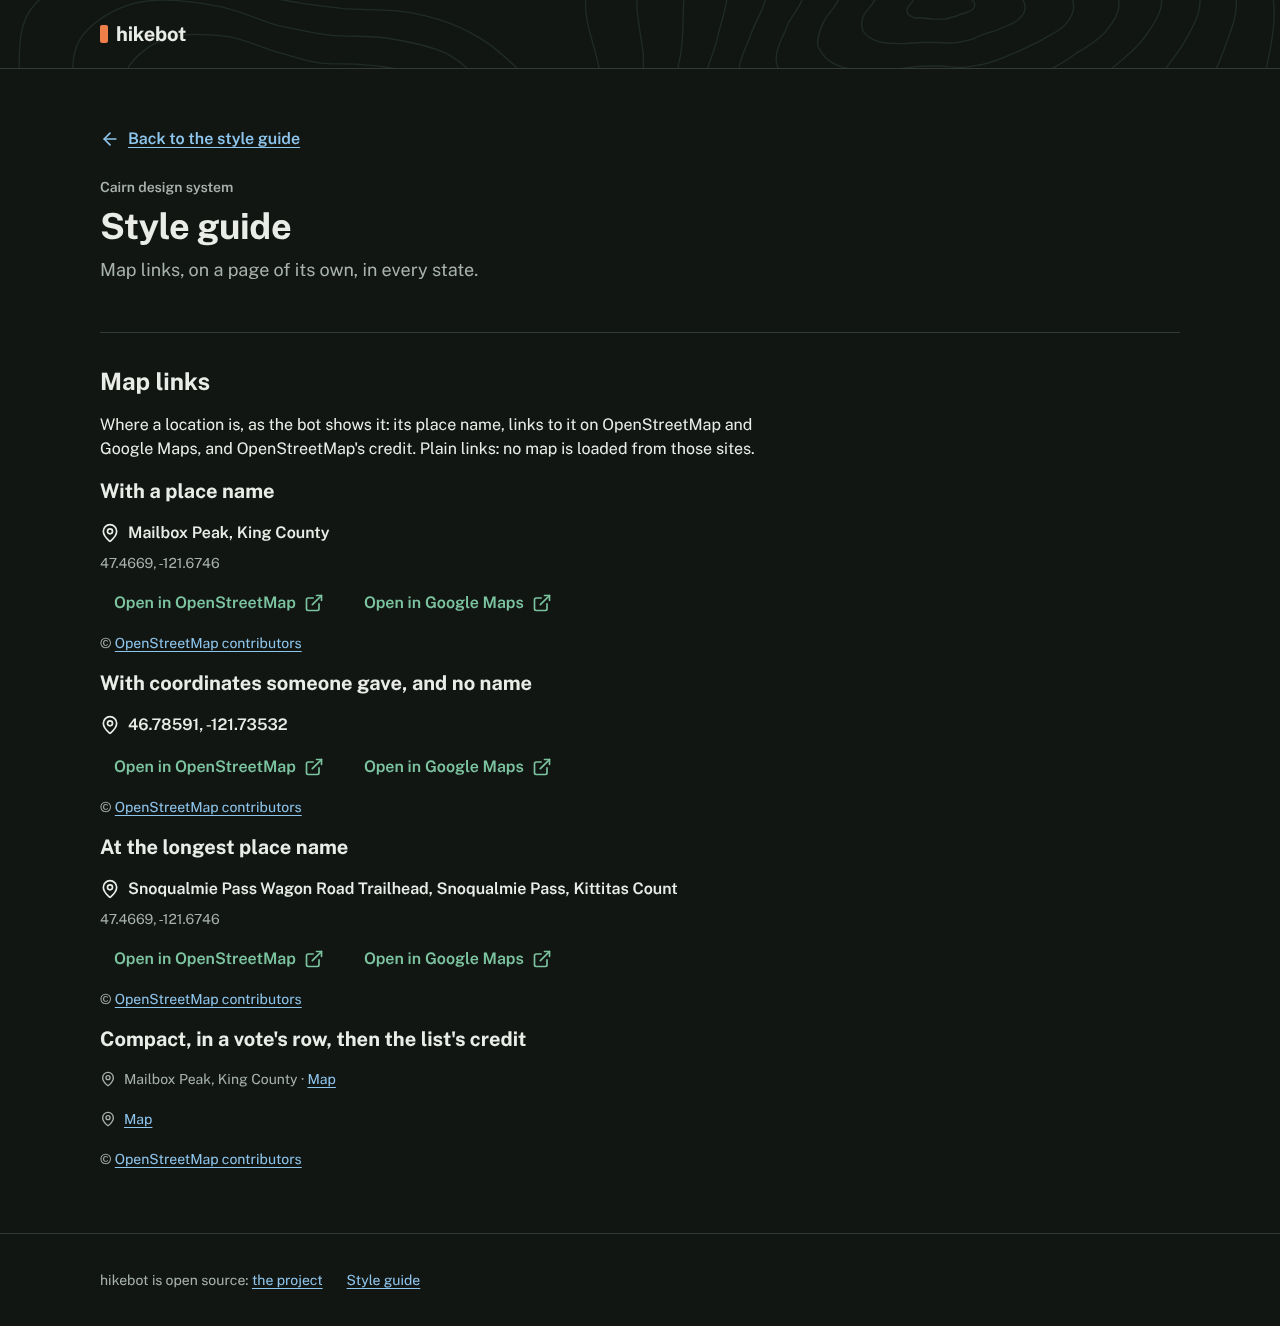 hikebot
Back to the style guide
Cairn design system
Style guide
Map links, on a page of its own, in every state.
Map links
Where a location is, as the bot shows it: its place name, links to it on OpenStreetMap and
Google Maps, and OpenStreetMap's credit. Plain links: no map is loaded from those sites.
With a place name
Mailbox Peak, King County
47.4669, -121.6746
Open in OpenStreetMap Open in Google Maps
© OpenStreetMap contributors
With coordinates someone gave, and no name
46.78591, -121.73532
Open in OpenStreetMap Open in Google Maps
© OpenStreetMap contributors
At the longest place name
Snoqualmie Pass Wagon Road Trailhead, Snoqualmie Pass, Kittitas Count
47.4669, -121.6746
Open in OpenStreetMap Open in Google Maps
© OpenStreetMap contributors
Compact, in a vote's row, then the list's credit
Mailbox Peak, King County · Map
Map
© OpenStreetMap contributors
hikebot is open source: the project Style guide